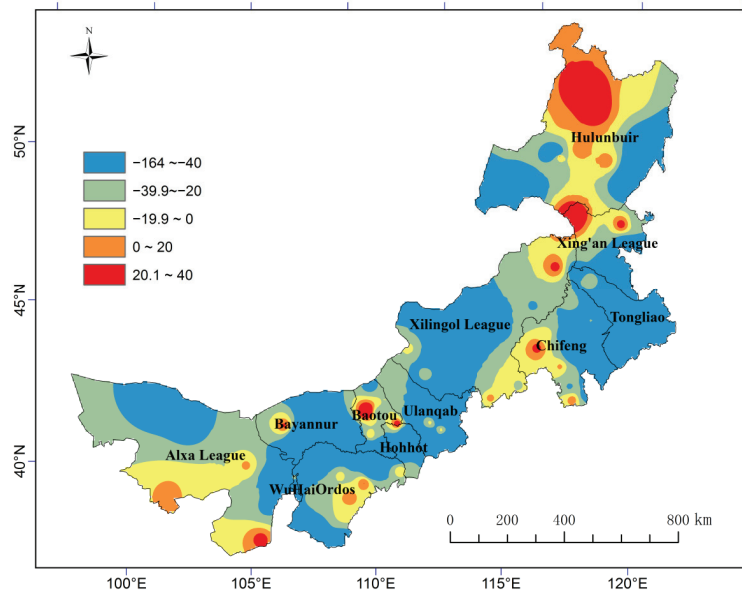 N
50°N
45°N
40°N
−164 ~−40
−39.9~−20
−19.9 ~ 0
0 ~ 20
20.1 ~ 40
Hulunbuir
Xing'an League
Xilingol League
Tongliao
Chifeng
Ulanqab
Baotou
Bayannur
Hohhot
Alxa League
WuHaiOrdos
0 200 400 800 km
100°E 105°E 110°E 115°E 120°E